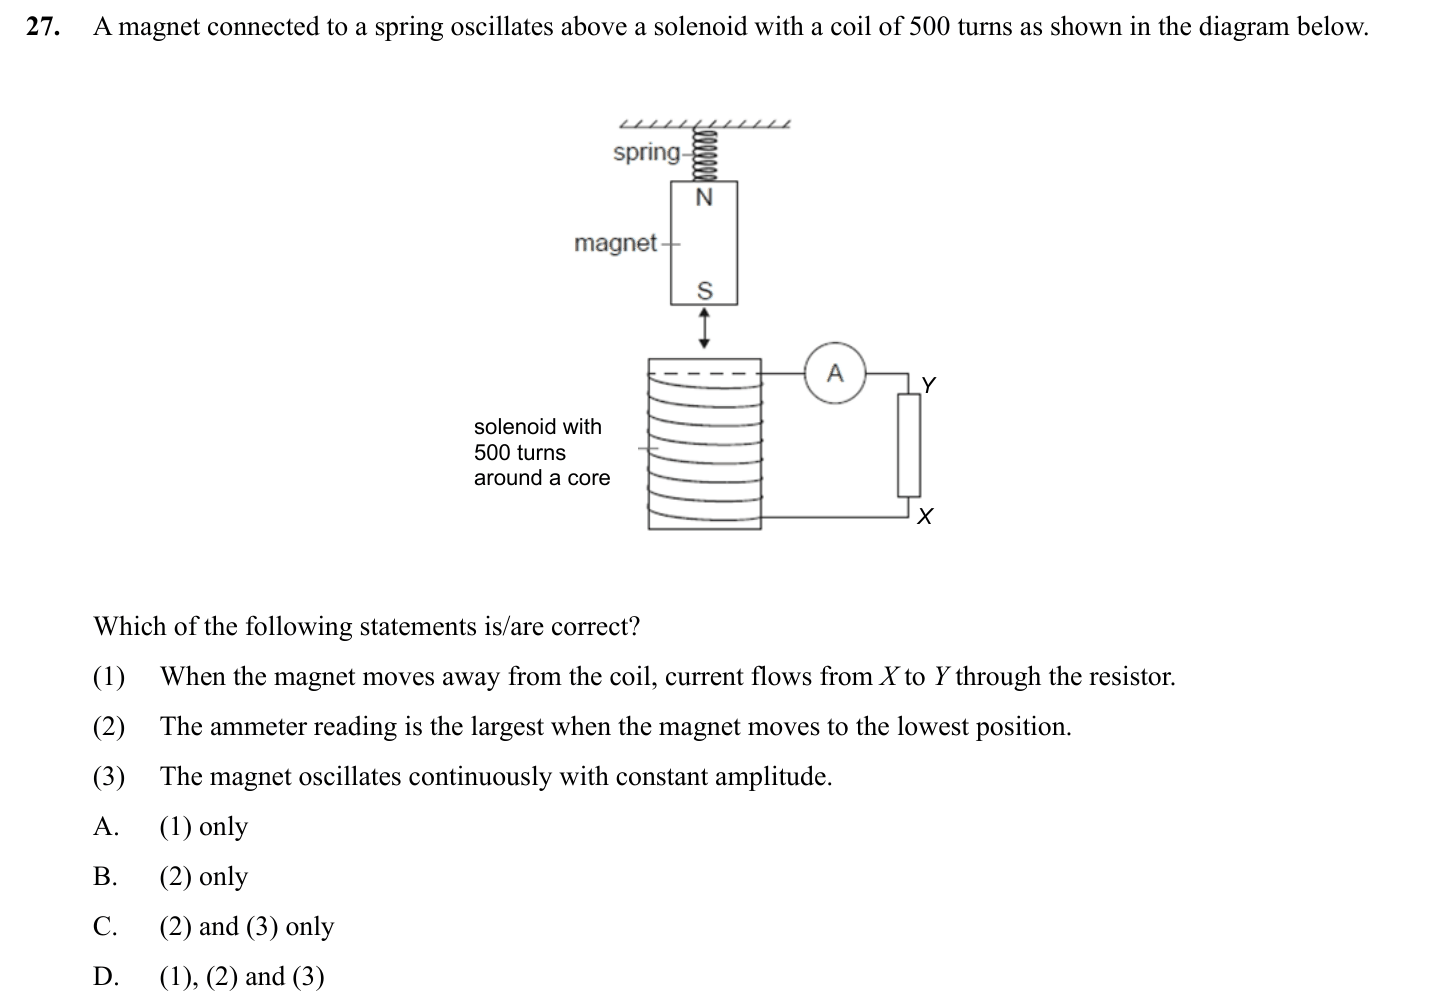 27. A magnet connected to a spring oscillates above a solenoid with a coil of 500 turns as shown in the diagram below.
spring
N
magnet
S
A
Y
solenoid with
500 turns
around a core
X
Which of the following statements is/are correct?
(1) When the magnet moves away from the coil, current flows from X to Y through the resistor.
(2) The ammeter reading is the largest when the magnet moves to the lowest position.
(3) The magnet oscillates continuously with constant amplitude.
A. (1) only
B. (2) only
C. (2) and (3) only
D. (1), (2) and (3)